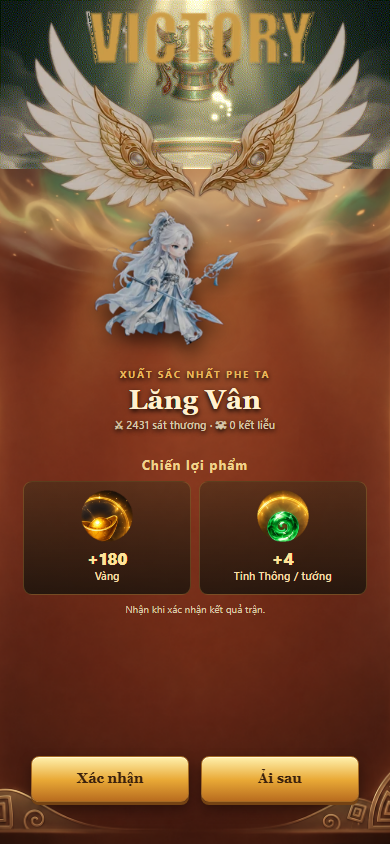 VICTORY
XUẤT SẮC NHẤT PHE TA
Lăng Vân
2431 sát thương · 0 kết liễu
Chiến lợi phẩm
+180
Vàng
+4
Tinh Thông / tướng
Nhận khi xác nhận kết quả trận.
Xác nhận
Ải sau